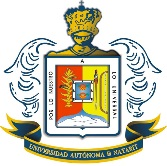 POR LO NUESTRO
A
LO UNIVERSAL
UNIVERSIDAD AUTÓNOMA DE NAYARIT